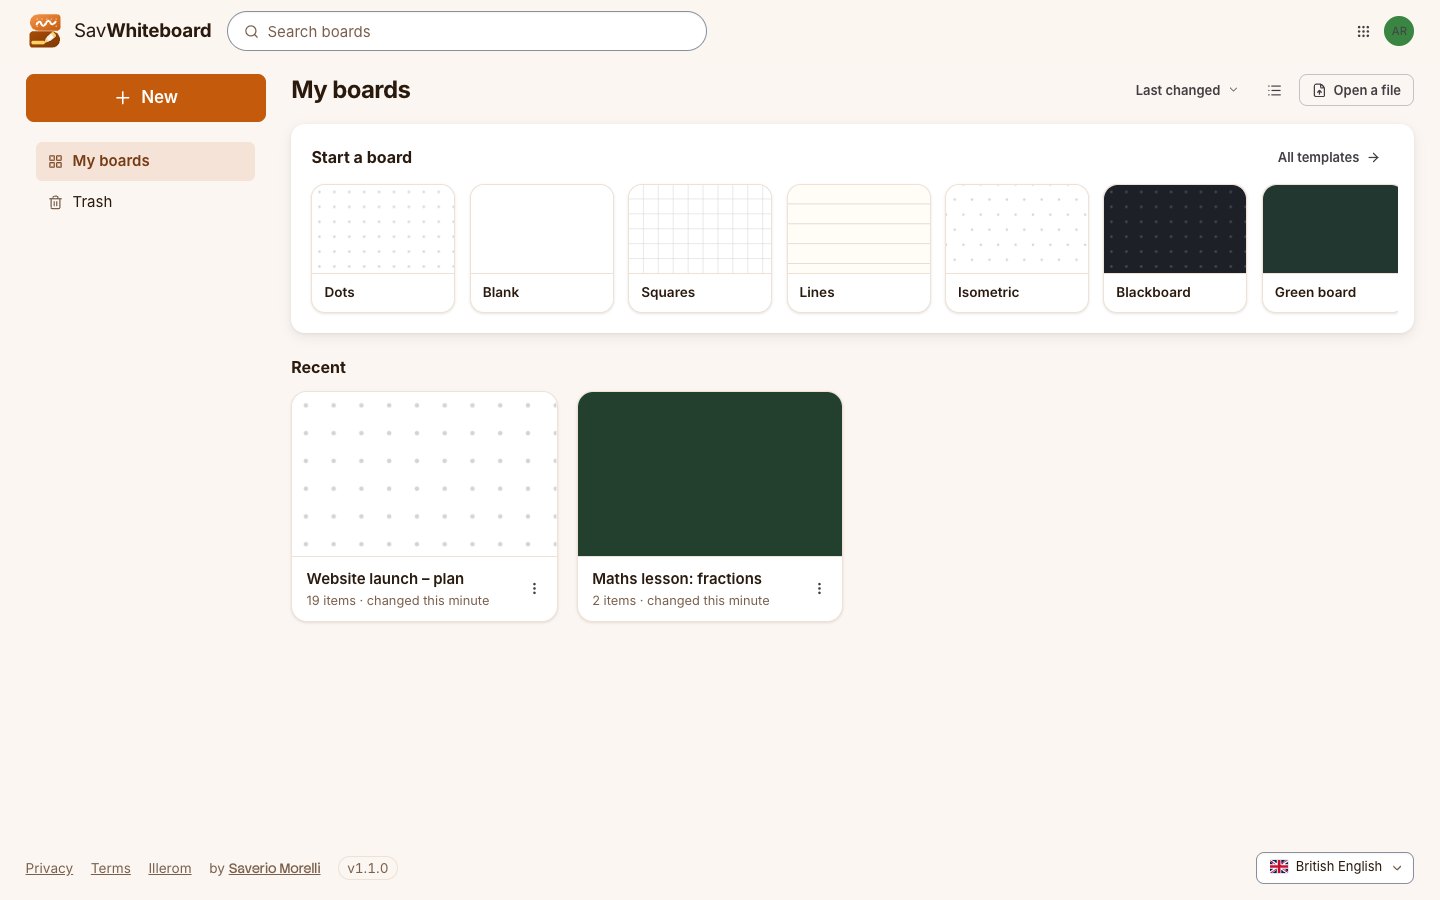 SavWhiteboard
Search boards
AR
New
My boards
Trash
My boards
Last changed
Open a file
Start a board
All templates
Dots
Blank
Squares
Lines
Isometric
Blackboard
Green board
Recent
Website launch – plan
19 items · changed this minute
Maths lesson: fractions
2 items · changed this minute
Privacy Terms Illerom by Saverio Morelli v1.1.0
British English